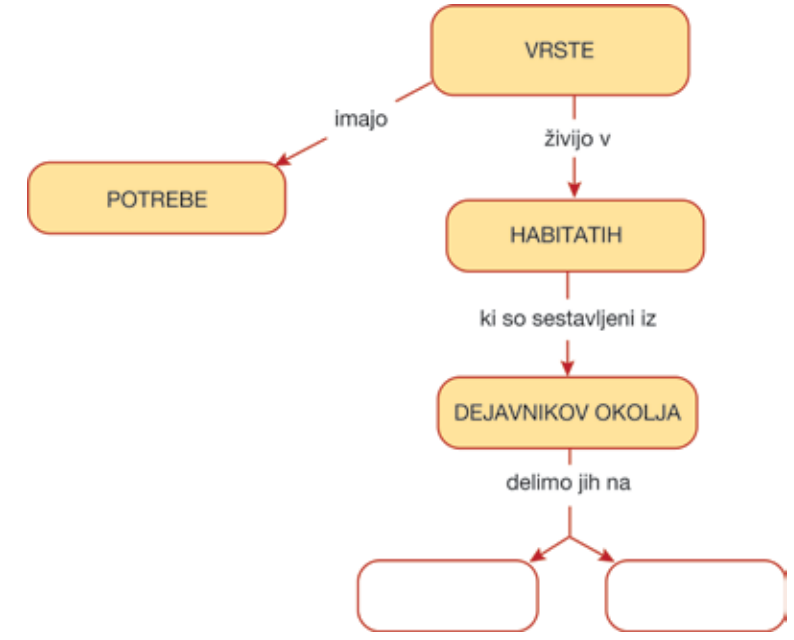 VRSTE
imajo
živijo v
POTREBE
HABITATIH
ki so sestavljeni iz
DEJAVNIKOV OKOLJA
delimo jih na